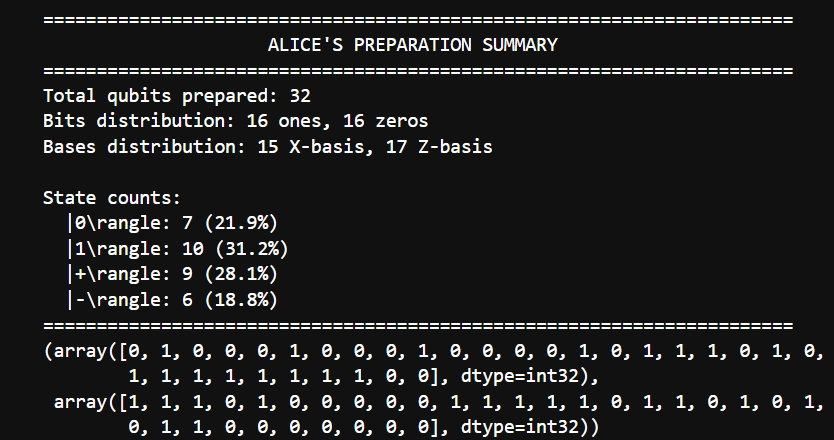 ======================================================================
ALICE'S PREPARATION SUMMARY
======================================================================
Total qubits prepared: 32
Bits distribution: 16 ones, 16 zeros
Bases distribution: 15 X-basis, 17 Z-basis
State counts:
|0\rangle: 7 (21.9%)
|1\rangle: 10 (31.2%)
|+\rangle: 9 (28.1%)
|-\rangle: 6 (18.8%)
======================================================================
(array([0, 1, 0, 0, 0, 1, 0, 0, 0, 1, 0, 0, 0, 0, 1, 0, 1, 1, 1, 0, 1, 0,
1, 1, 1, 1, 1, 1, 1, 1, 0, 0], dtype=int32),
array([1, 1, 1, 0, 1, 0, 0, 0, 0, 0, 1, 1, 1, 1, 1, 0, 1, 1, 0, 1, 0, 1,
0, 1, 1, 0, 0, 0, 0, 0, 0, 0], dtype=int32))